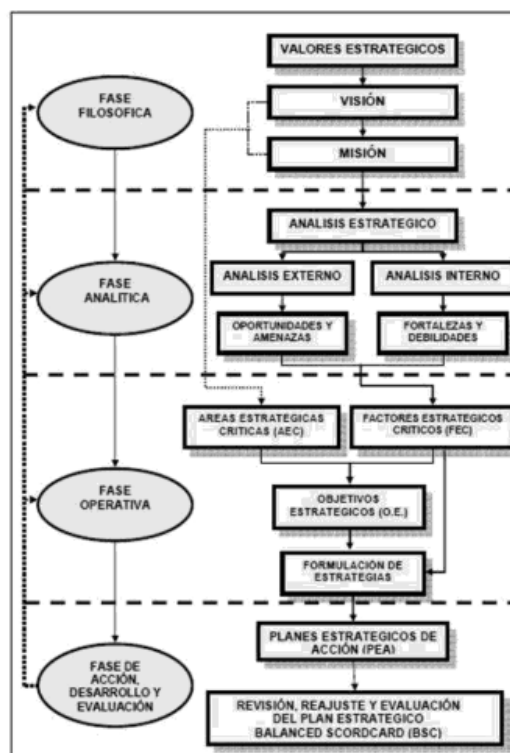 VALORES ESTRATEGICOS
FASE
FILOSOFICA
VISIÓN
MISIÓN
ANALISIS ESTRATEGICO
FASE
ANALITICA
ANALISIS EXTERNO
ANALISIS INTERNO
OPORTUNIDADES Y
AMENAZAS
FORTALEZAS Y
DEBILIDADES
AREAS ESTRATEGICAS
CRITICAS (AEC)
FACTORES ESTRATEGICOS
CRITICOS (FEC)
FASE
OPERATIVA
OBJETIVOS
ESTRATEGICOS (O.E.)
FORMULACIÓN DE
ESTRATEGIAS
PLANES ESTRATEGICOS DE
ACCIÓN (PEA)
FASE DE
ACCIÓN,
DESARROLLO Y
EVALUACIÓN
REVISIÓN, REAJUSTE Y EVALUACIÓN
DEL PLAN ESTRATEGICO
BALANCED SCORDCARD (BSC)